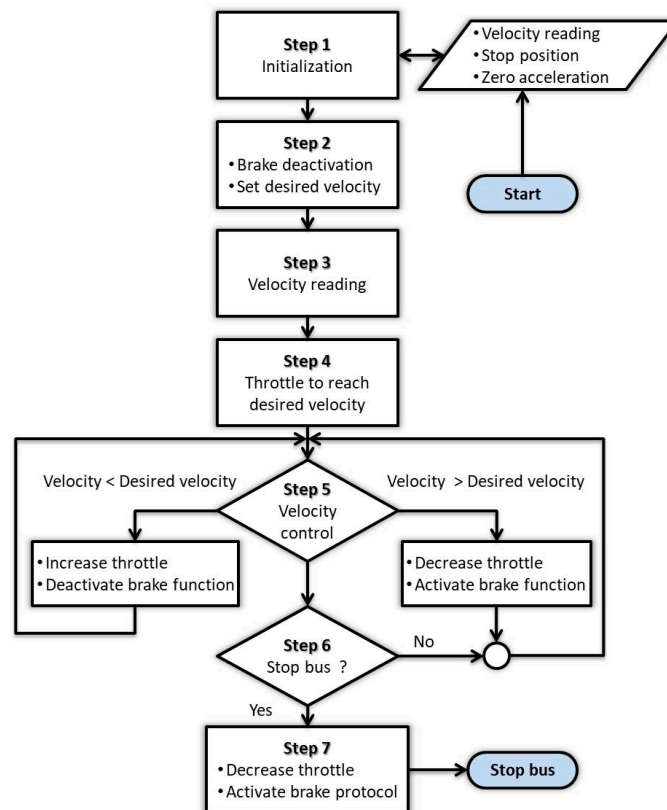 Step 1
Initialization
• Velocity reading
• Stop position
• Zero acceleration
Step 2
• Brake deactivation
• Set desired velocity
Start
Step 3
Velocity reading
Step 4
Throttle to reach
desired velocity
Velocity < Desired velocity
Velocity > Desired velocity
Step 5
Velocity
control
• Increase throttle
• Deactivate brake function
• Decrease throttle
• Activate brake function
Step 6
Stop bus ?
No
Yes
Step 7
• Decrease throttle
• Activate brake protocol
Stop bus